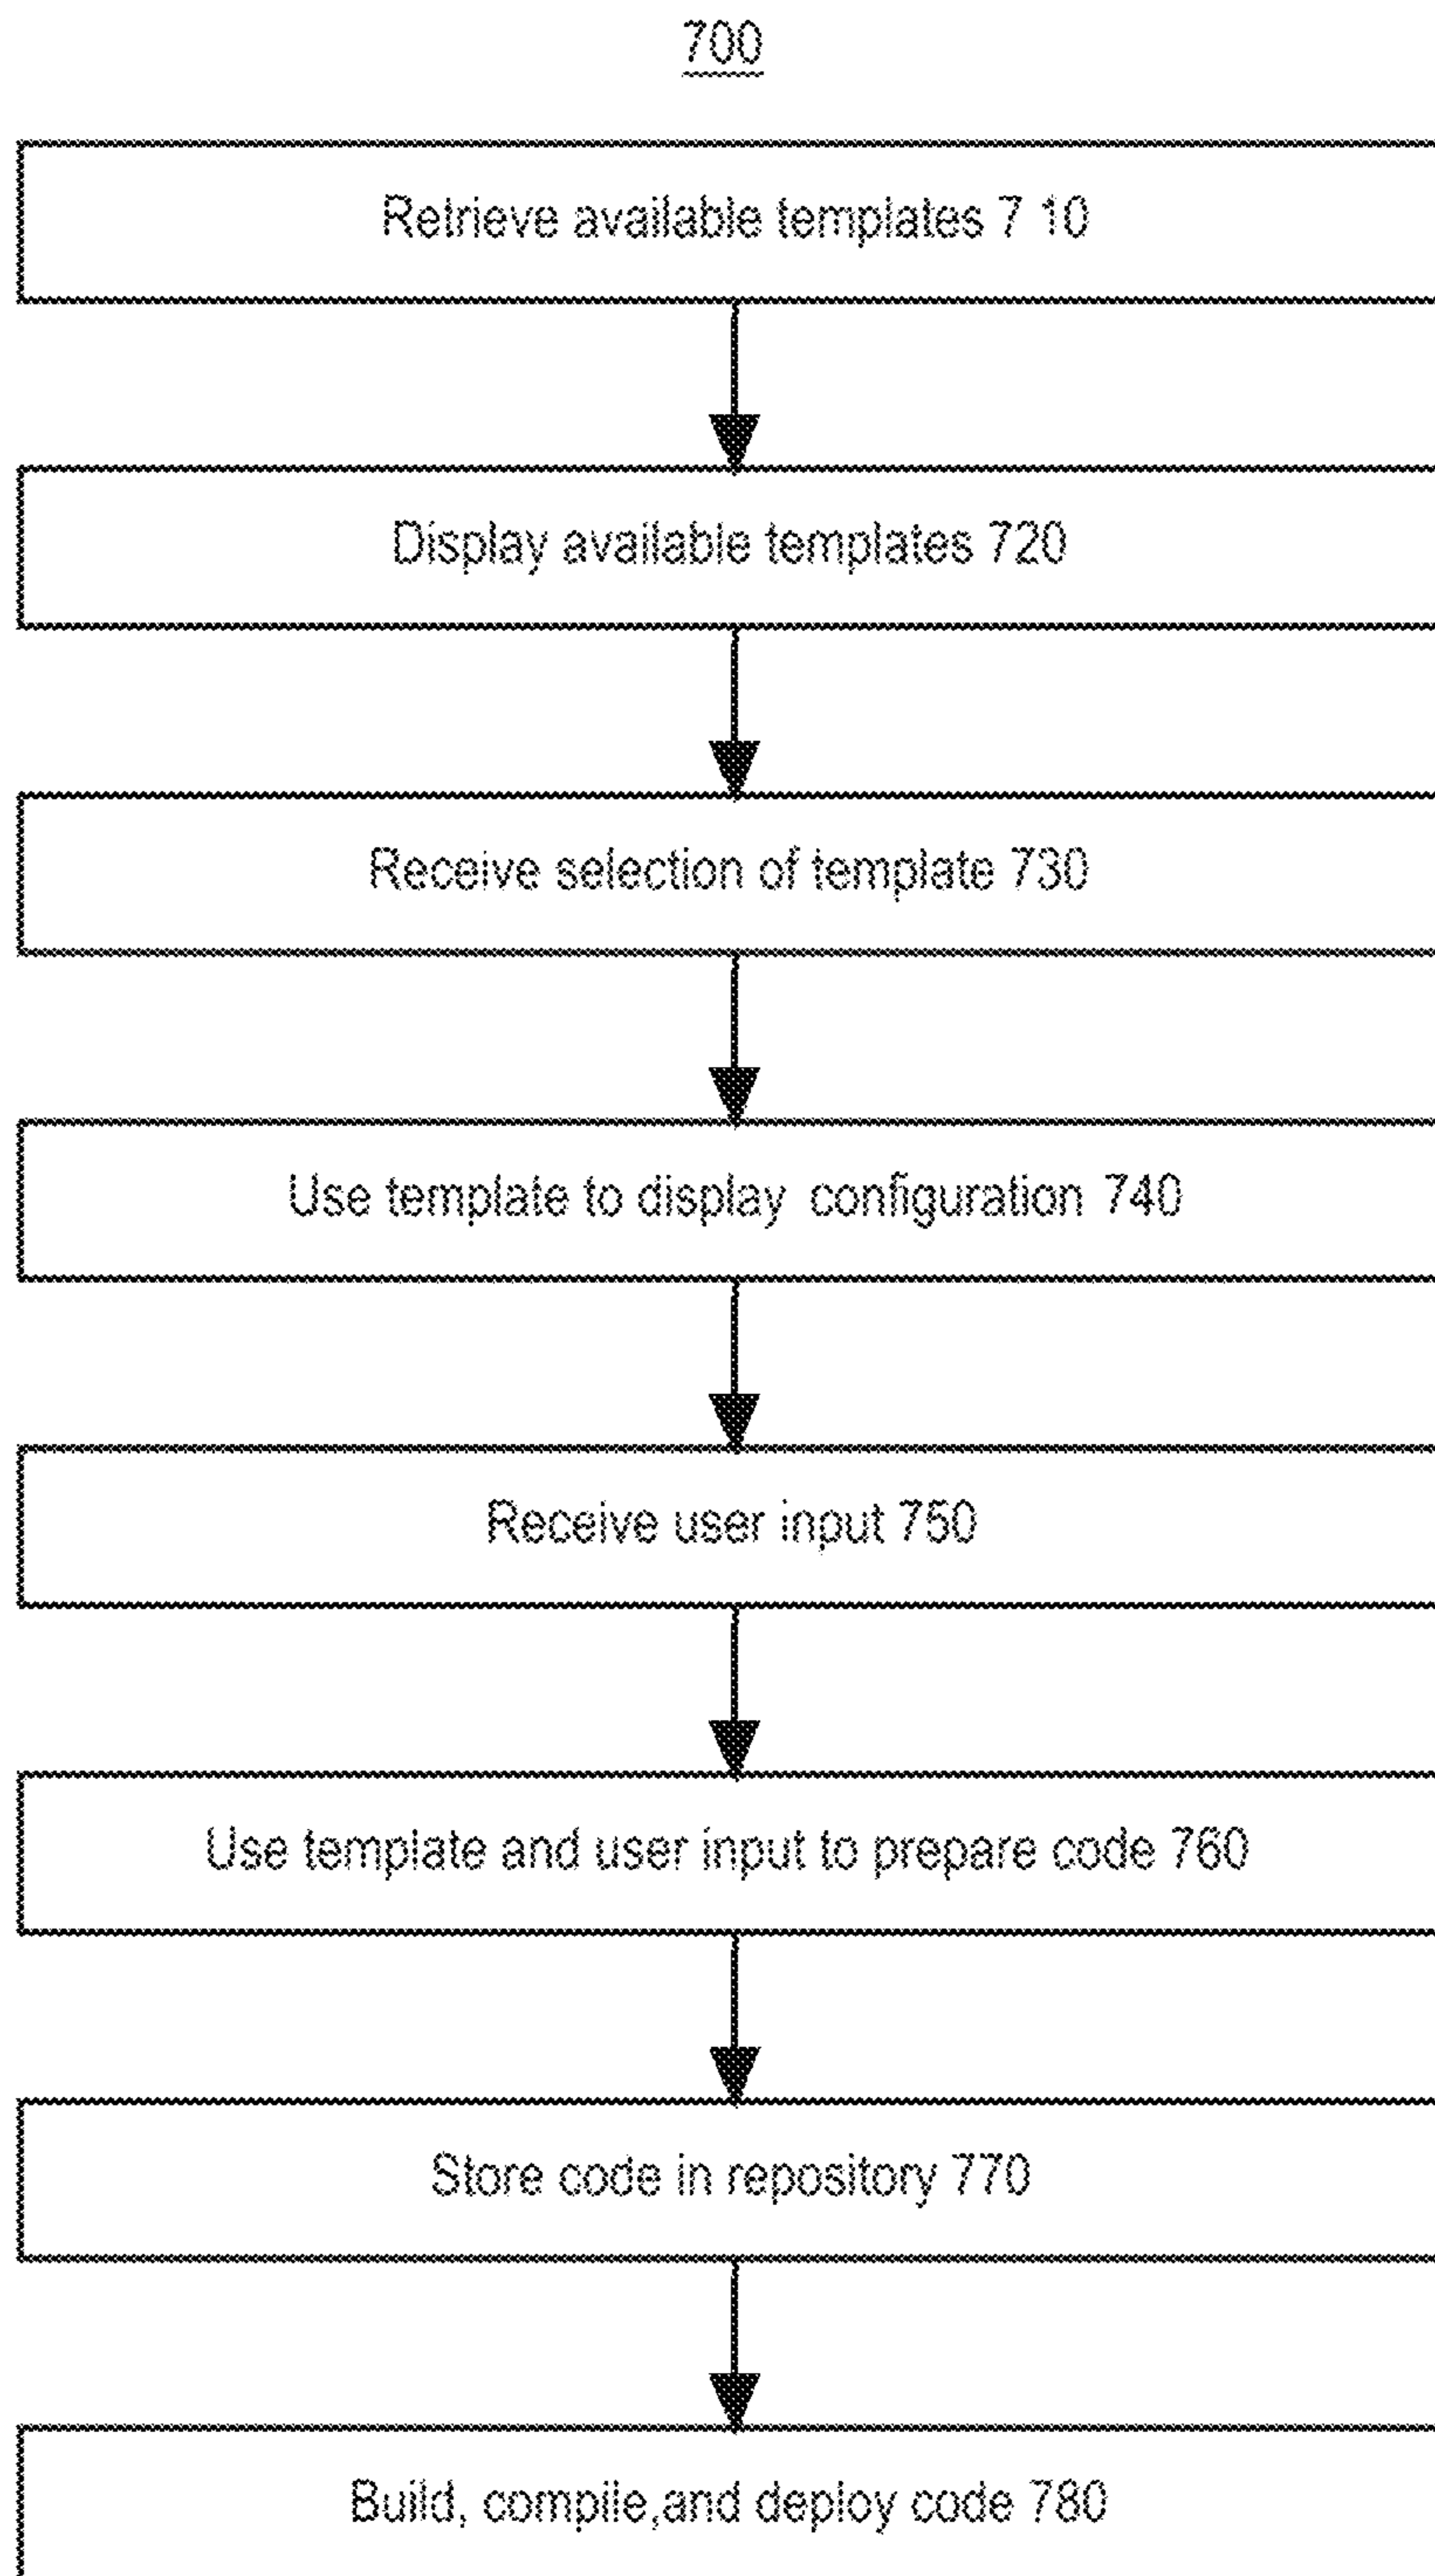 700
Retrieve available templates 7 10
Display available templates 720
Receive selection of template 730
Use template to display configuration 740
Receive user input 750
Use template and user input to prepare code 760
Store code in repository 770
Build, compile,and deploy code 780